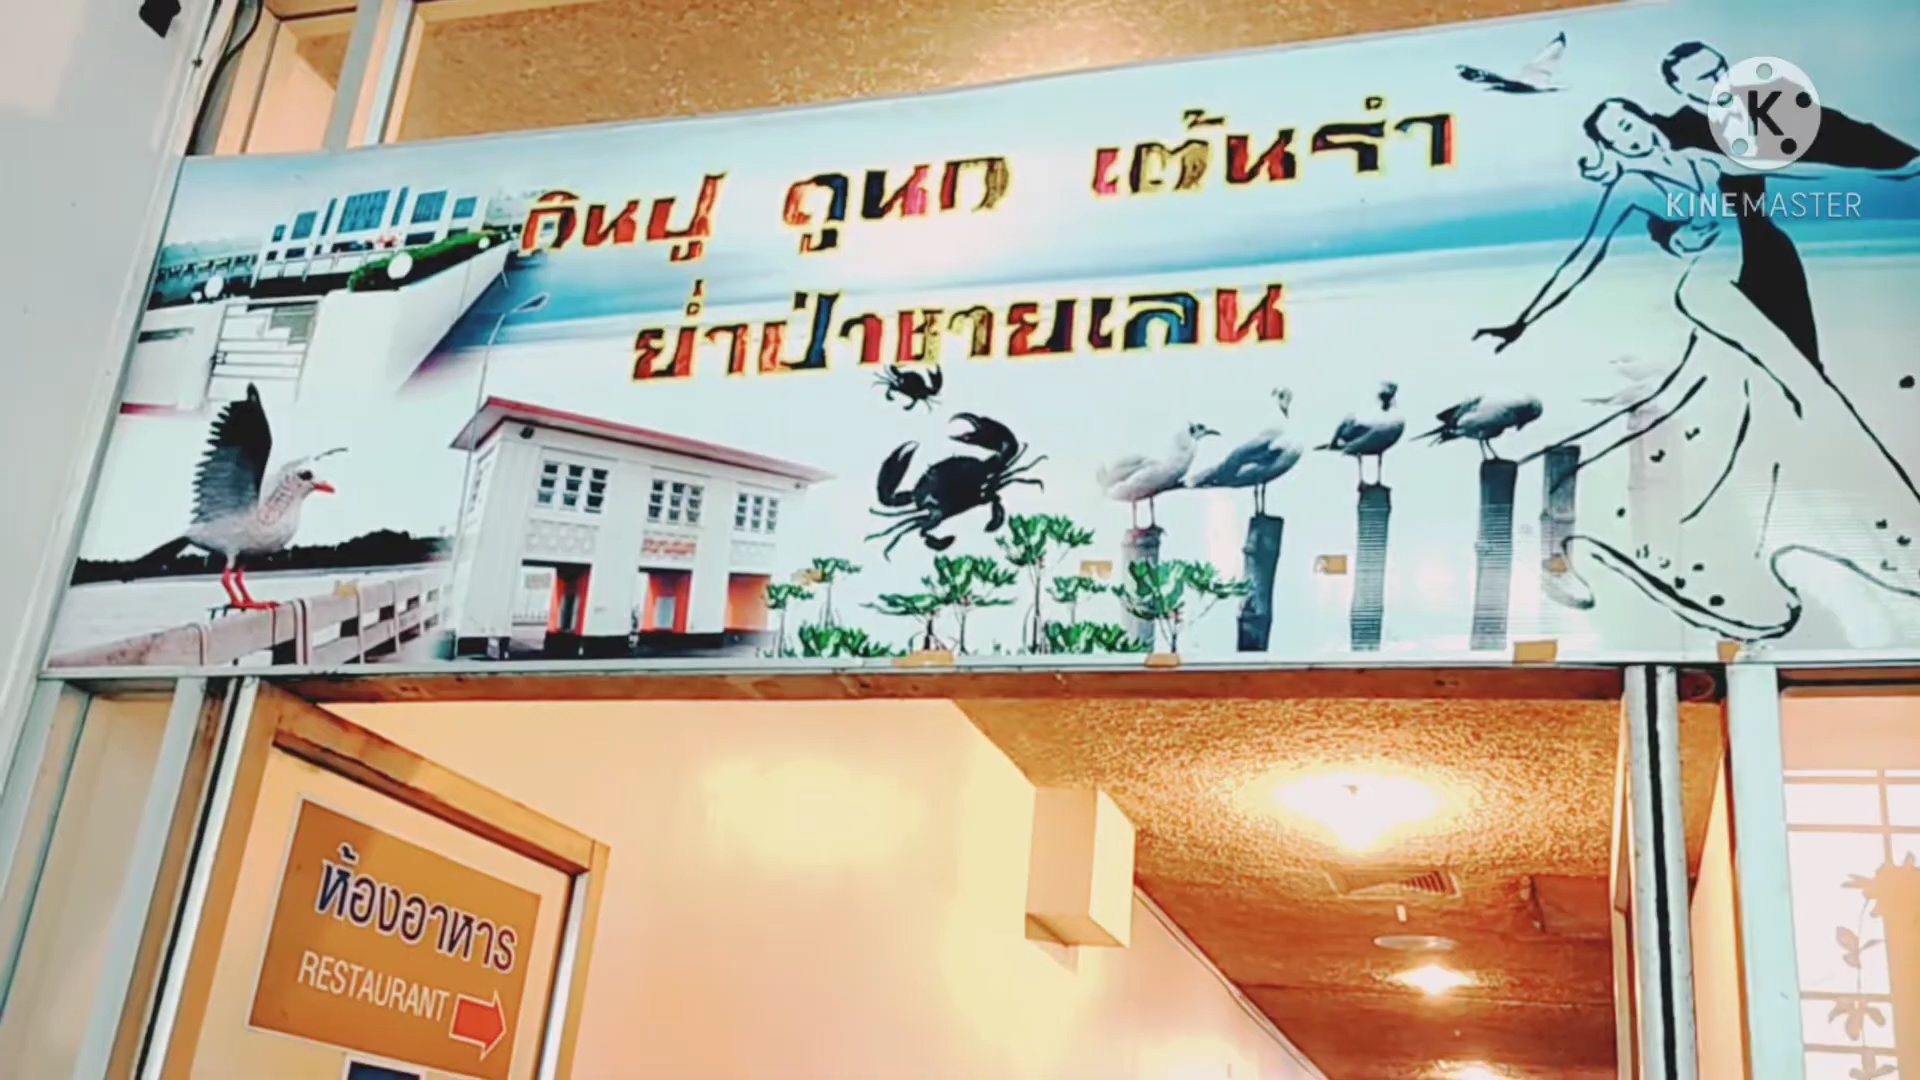 กินปู ดูนก เต้นรำ
ย่ำป่าชายเลน
K
KINEMASTER
ห้องอาหาร
RESTAURANT